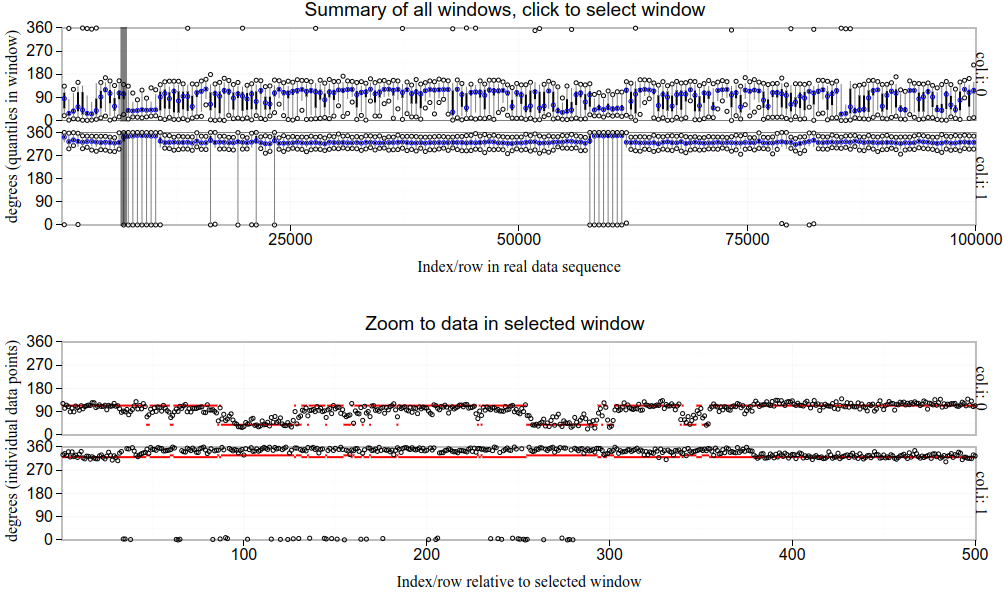 Summary of all windows, click to select window
degrees (quantiles in window)
360
270
180
90
0
col.i: 0
360
270
180
90
0
col.i: 1
25000
50000
75000
100000
Index/row in real data sequence
Zoom to data in selected window
degrees (individual data points)
360
270
180
90
0
col.i: 0
360
270
180
90
0
col.i: 1
100
200
300
400
500
Index/row relative to selected window